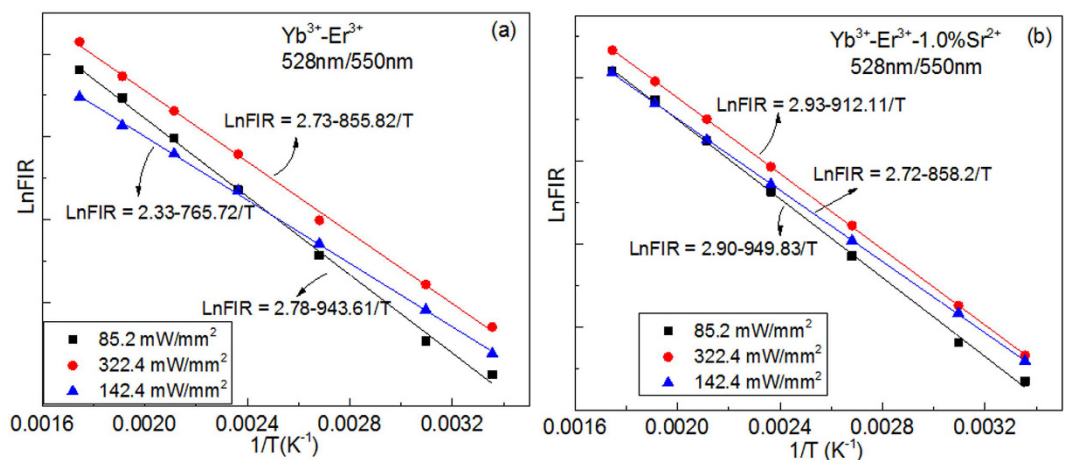 (a)
Yb³⁺-Er³⁺
528nm/550nm
LnFIR = 2.73-855.82/T
LnFIR = 2.33-765.72/T
LnFIR = 2.78-943.61/T
85.2 mW/mm²
322.4 mW/mm²
142.4 mW/mm²
LnFIR
0.0016 0.0020 0.0024 0.0028 0.0032
1/T(K⁻¹)
(b)
Yb³⁺-Er³⁺-1.0%Sr²⁺
528nm/550nm
LnFIR = 2.93-912.11/T
LnFIR = 2.72-858.2/T
LnFIR = 2.90-949.83/T
85.2 mW/mm²
322.4 mW/mm²
142.4 mW/mm²
LnFIR
0.0016 0.0020 0.0024 0.0028 0.0032
1/T (K⁻¹)